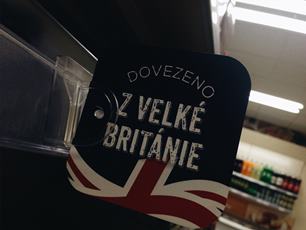 DOVEZENO
Z VELKÉ
BRITÁNIE